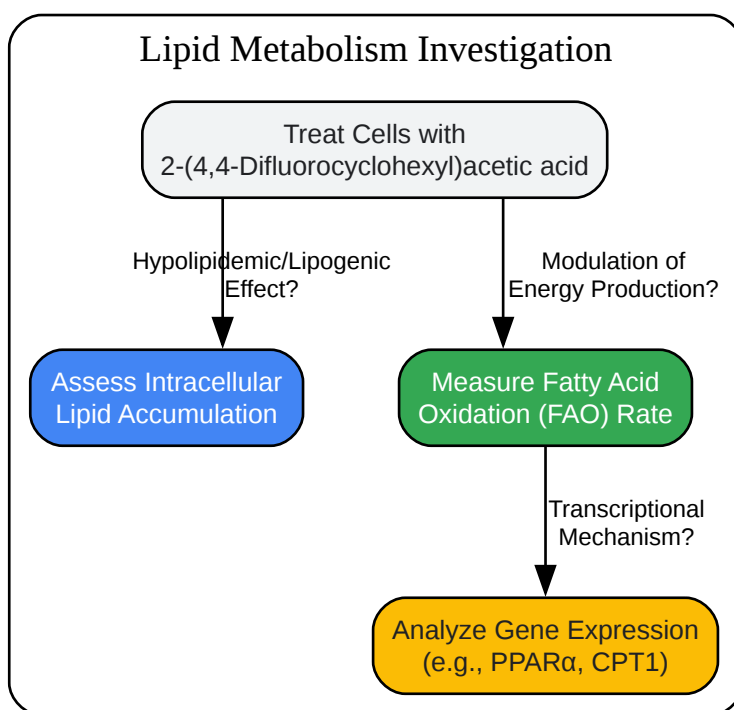 Lipid Metabolism Investigation
Treat Cells with
2-(4,4-Difluorocyclohexyl)acetic acid
Hypolipidemic/Lipogenic
Effect?
Modulation of
Energy Production?
Assess Intracellular
Lipid Accumulation
Measure Fatty Acid
Oxidation (FAO) Rate
Transcriptional
Mechanism?
Analyze Gene Expression
(e.g., PPARα, CPT1)